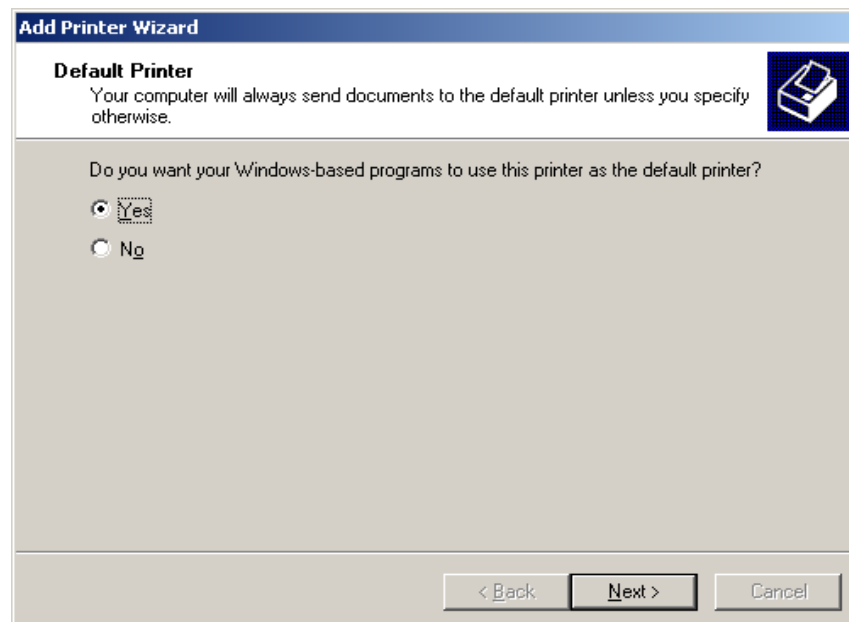 Add Printer Wizard
Default Printer
Your computer will always send documents to the default printer unless you specify
otherwise.
Do you want your Windows-based programs to use this printer as the default printer?
Yes
No
< Back
Next >
Cancel